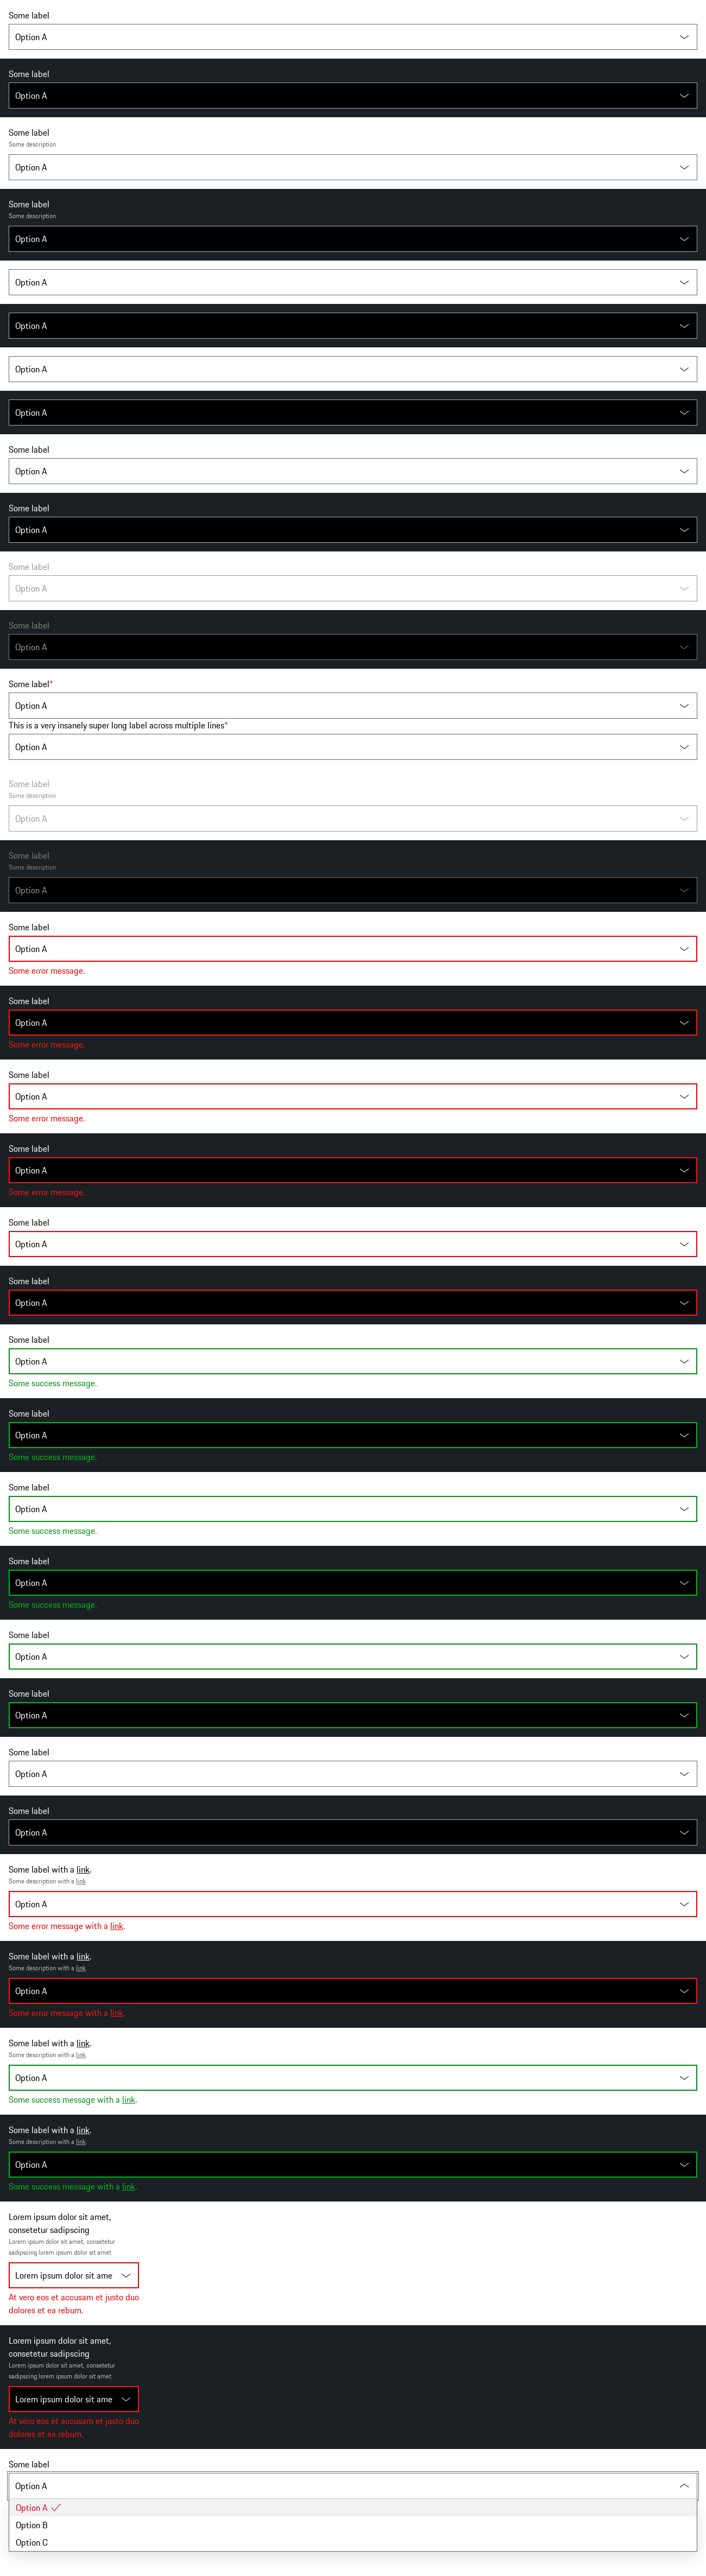 Some label
Option A
Some label
Option A
Some label
Some description
Option A
Some label
Some description
Option A
Option A
Option A
Option A
Option A
Some label
Option A
Some label
Option A
Some label
Option A
Some label
Option A
Some label*
Option A
This is a very insanely super long label across multiple lines*
Option A
Some label
Some description
Option A
Some label
Some description
Option A
Some label
Option A
Some error message.
Some label
Option A
Some error message.
Some label
Option A
Some error message.
Some label
Option A
Some error message.
Some label
Option A
Some label
Option A
Some label
Option A
Some success message.
Some label
Option A
Some success message.
Some label
Option A
Some success message.
Some label
Option A
Some success message.
Some label
Option A
Some label
Option A
Some label
Option A
Some label
Option A
Some label with a link.
Some description with a link.
Option A
Some error message with a link.
Some label with a link.
Some description with a link.
Option A
Some error message with a link.
Some label with a link.
Some description with a link.
Option A
Some success message with a link.
Some label with a link.
Some description with a link.
Option A
Some success message with a link.
Lorem ipsum dolor sit amet,
consetetur sadipscing
Lorem ipsum dolor sit amet, consetetur
sadipscing lorem ipsum dolor sit amet
Lorem ipsum dolor sit ame
At vero eos et accusam et justo duo
dolores et ea rebum.
Lorem ipsum dolor sit amet,
consetetur sadipscing
Lorem ipsum dolor sit amet, consetetur
sadipscing lorem ipsum dolor sit amet
Lorem ipsum dolor sit ame
At vero eos et accusam et justo duo
dolores et ea rebum.
Some label
Option A
Option A
Option B
Option C